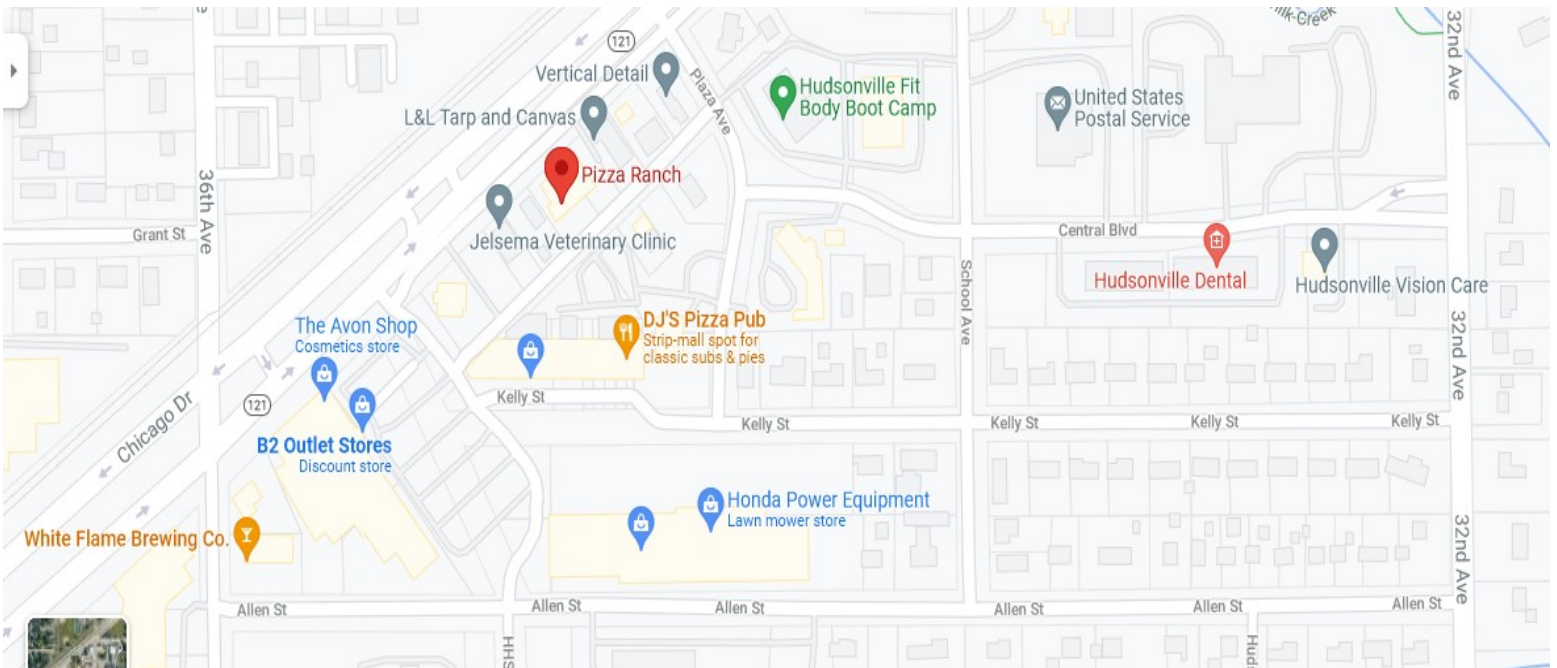 32nd Ave
121
Vertical Detail
Plaza Ave
Hudsonville Fit
Body Boot Camp
United States
Postal Service
L&L Tarp and Canvas
Pizza Ranch
36th Ave
Grant St
Jelsema Veterinary Clinic
Central Blvd
School Ave
Hudsonville Dental
Hudsonville Vision Care
The Avon Shop
Cosmetics store
DJ'S Pizza Pub
Strip-mall spot for
classic subs & pies
32nd Ave
Kelly St
121
Chicago Dr
Kelly St
Kelly St
Kelly St
Kelly St
B2 Outlet Stores
Discount store
Honda Power Equipment
Lawn mower store
White Flame Brewing Co.
32nd Ave
Allen St
Allen St
Allen St
Allen St
Allen St
Allen St
HHS